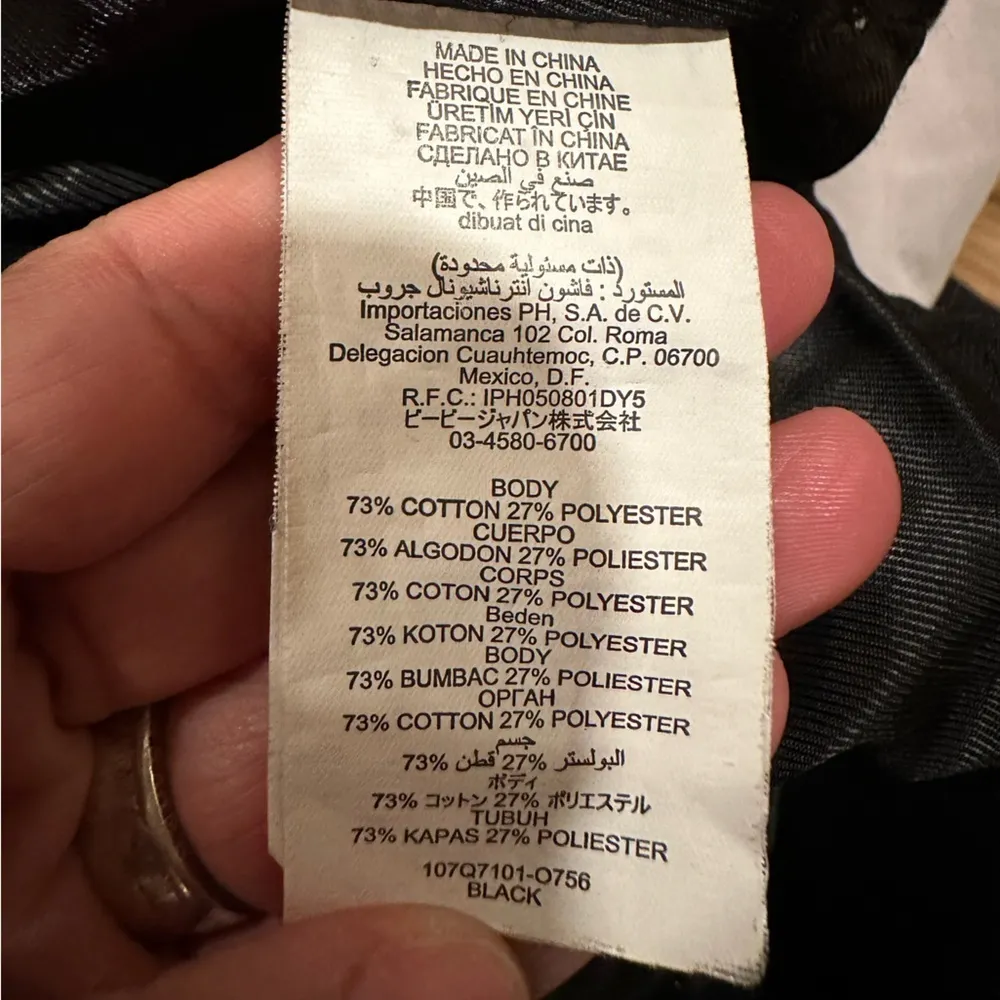 MADE IN CHINA
HECHO EN CHINA
FABRIQUE EN CHINE
ÜRETİM YERİ ÇİN
FABRICAT ÎN CHINA
СДЕЛАНО В КИТАЕ
صنع في الصين
中国で、作られています。
dibuat di cina
(ذات مسئولية محدودة)
المستورد : فاشون انترناشيونال جروب
Importaciones PH, S.A. de C.V.
Salamanca 102 Col. Roma
Delegacion Cuauhtemoc, C.P. 06700
Mexico, D.F.
R.F.C.: IPH050801DY5
ビービージャパン株式会社
03-4580-6700
BODY
73% COTTON 27% POLYESTER
CUERPO
73% ALGODON 27% POLIESTER
CORPS
73% COTON 27% POLYESTER
Beden
73% KOTON 27% POLYESTER
BODY
73% BUMBAC 27% POLIESTER
ОРГАН
73% COTTON 27% POLYESTER
جسم
73% قطن 27% البولستر
ボディ
73% コットン 27% ポリエステル
TUBUH
73% KAPAS 27% POLIESTER
107Q7101-O756
BLACK